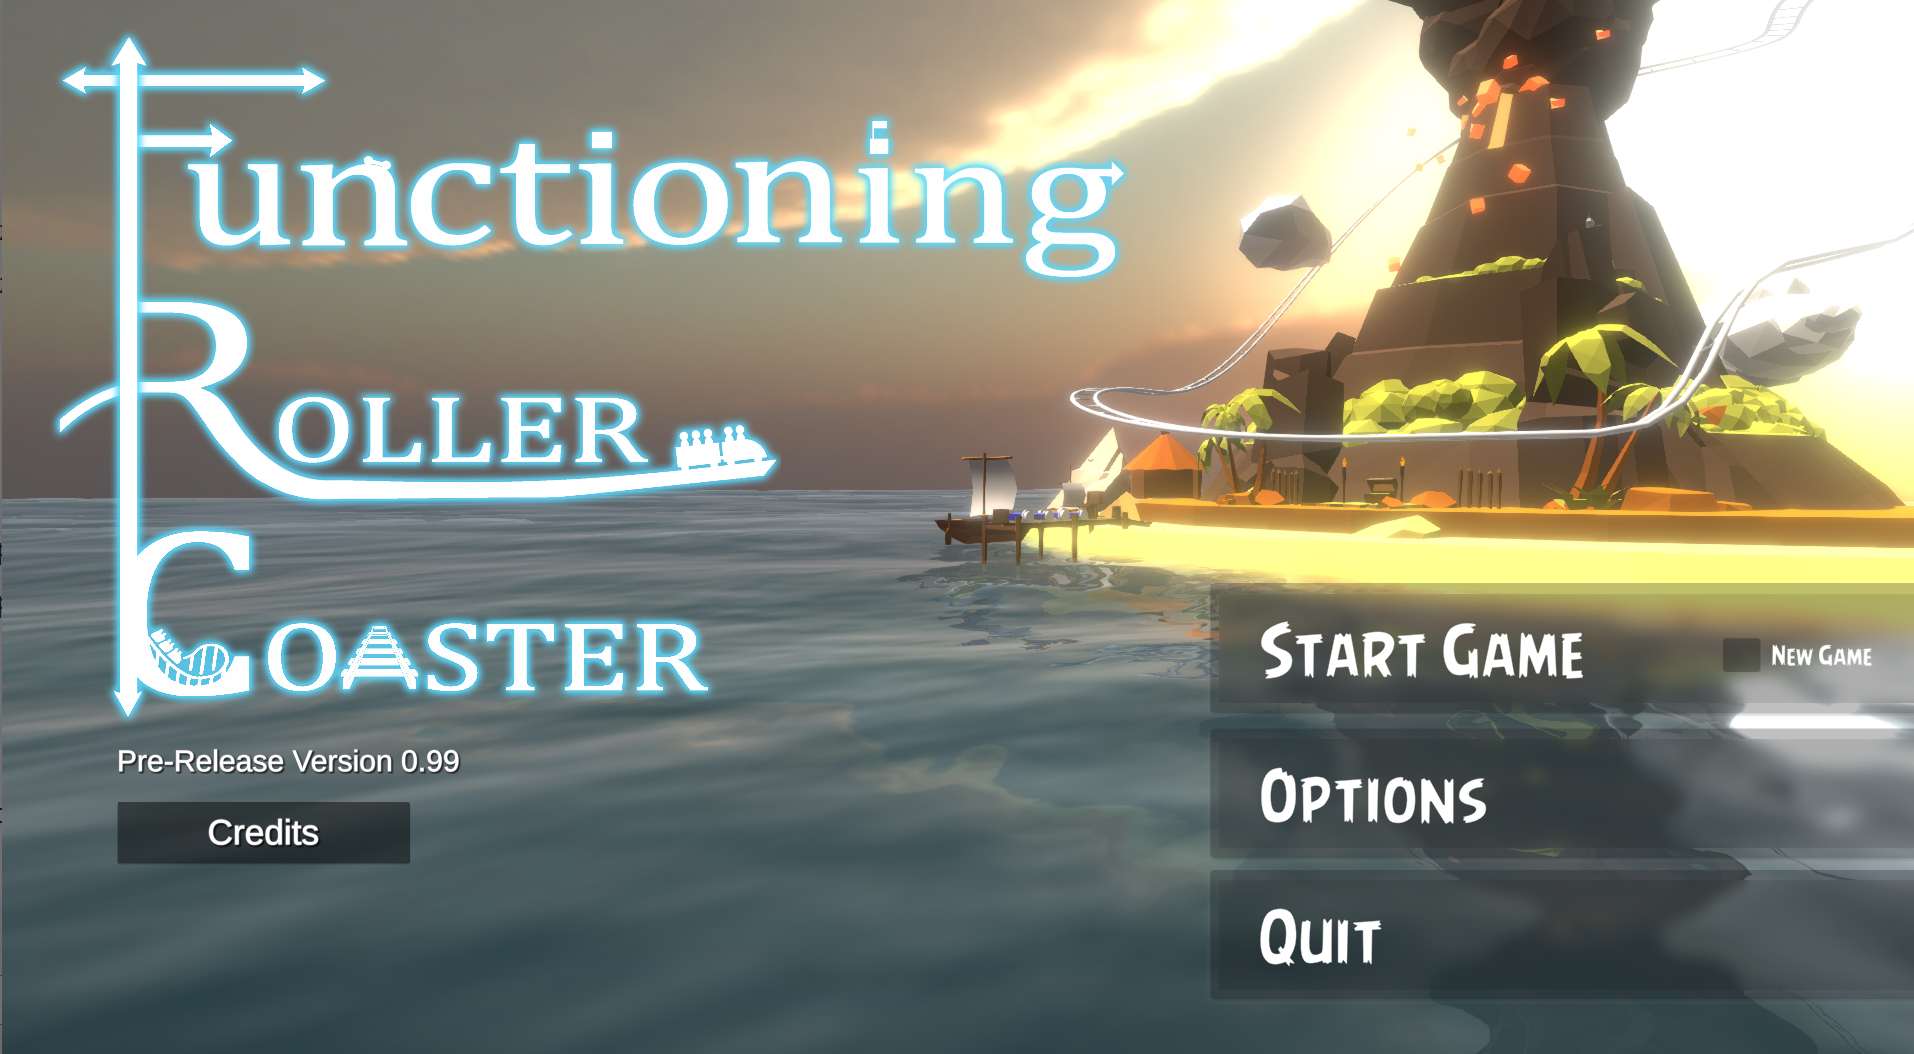 Functioning
Roller
Coaster
Pre-Release Version 0.99
Credits
Start Game
New Game
Options
Quit